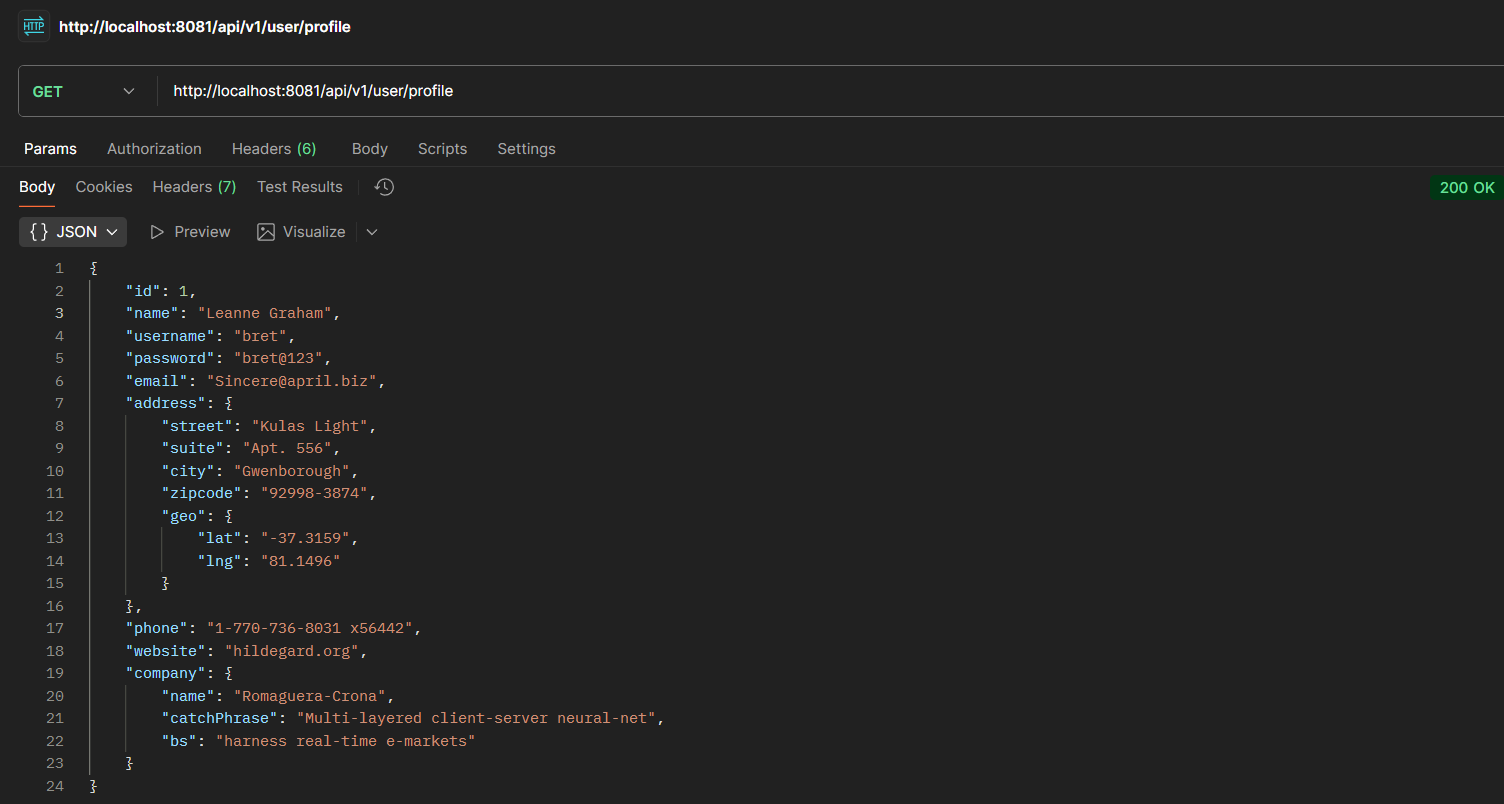 HTTP http://localhost:8081/api/v1/user/profile
GET http://localhost:8081/api/v1/user/profile
Params Authorization Headers (6) Body Scripts Settings
Body Cookies Headers (7) Test Results 200 OK
{} JSON Preview Visualize
1 {
2 "id": 1,
3 "name": "Leanne Graham",
4 "username": "bret",
5 "password": "bret@123",
6 "email": "Sincere@april.biz",
7 "address": {
8 "street": "Kulas Light",
9 "suite": "Apt. 556",
10 "city": "Gwenborough",
11 "zipcode": "92998-3874",
12 "geo": {
13 "lat": "-37.3159",
14 "lng": "81.1496"
15 }
16 },
17 "phone": "1-770-736-8031 x56442",
18 "website": "hildegard.org",
19 "company": {
20 "name": "Romaguera-Crona",
21 "catchPhrase": "Multi-layered client-server neural-net",
22 "bs": "harness real-time e-markets"
23 }
24 }